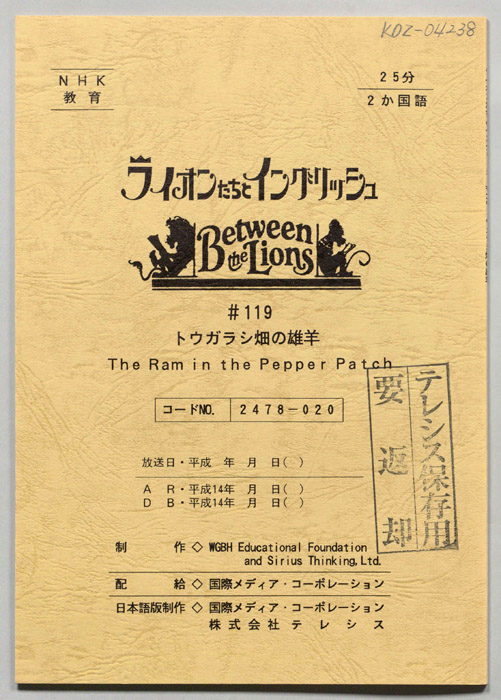 KDZ-04238
NHK
教育
25分
2か国語
ライオンたちとイングリッシュ
Between
the Lions
#119
トウガラシ畑の雄羊
The Ram in the Pepper Patch
コードNO. 2478-020
放送日・平成 年 月 日( )
A R・平成14年 月 日( )
D B・平成14年 月 日( )
テレシス保存用
要返却
制 作◇ WGBH Educational Foundation
and Sirius Thinking, Ltd.
配 給◇ 国際メディア・コーポレーション
日本語版制作◇ 国際メディア・コーポレーション
株式会社テレシス